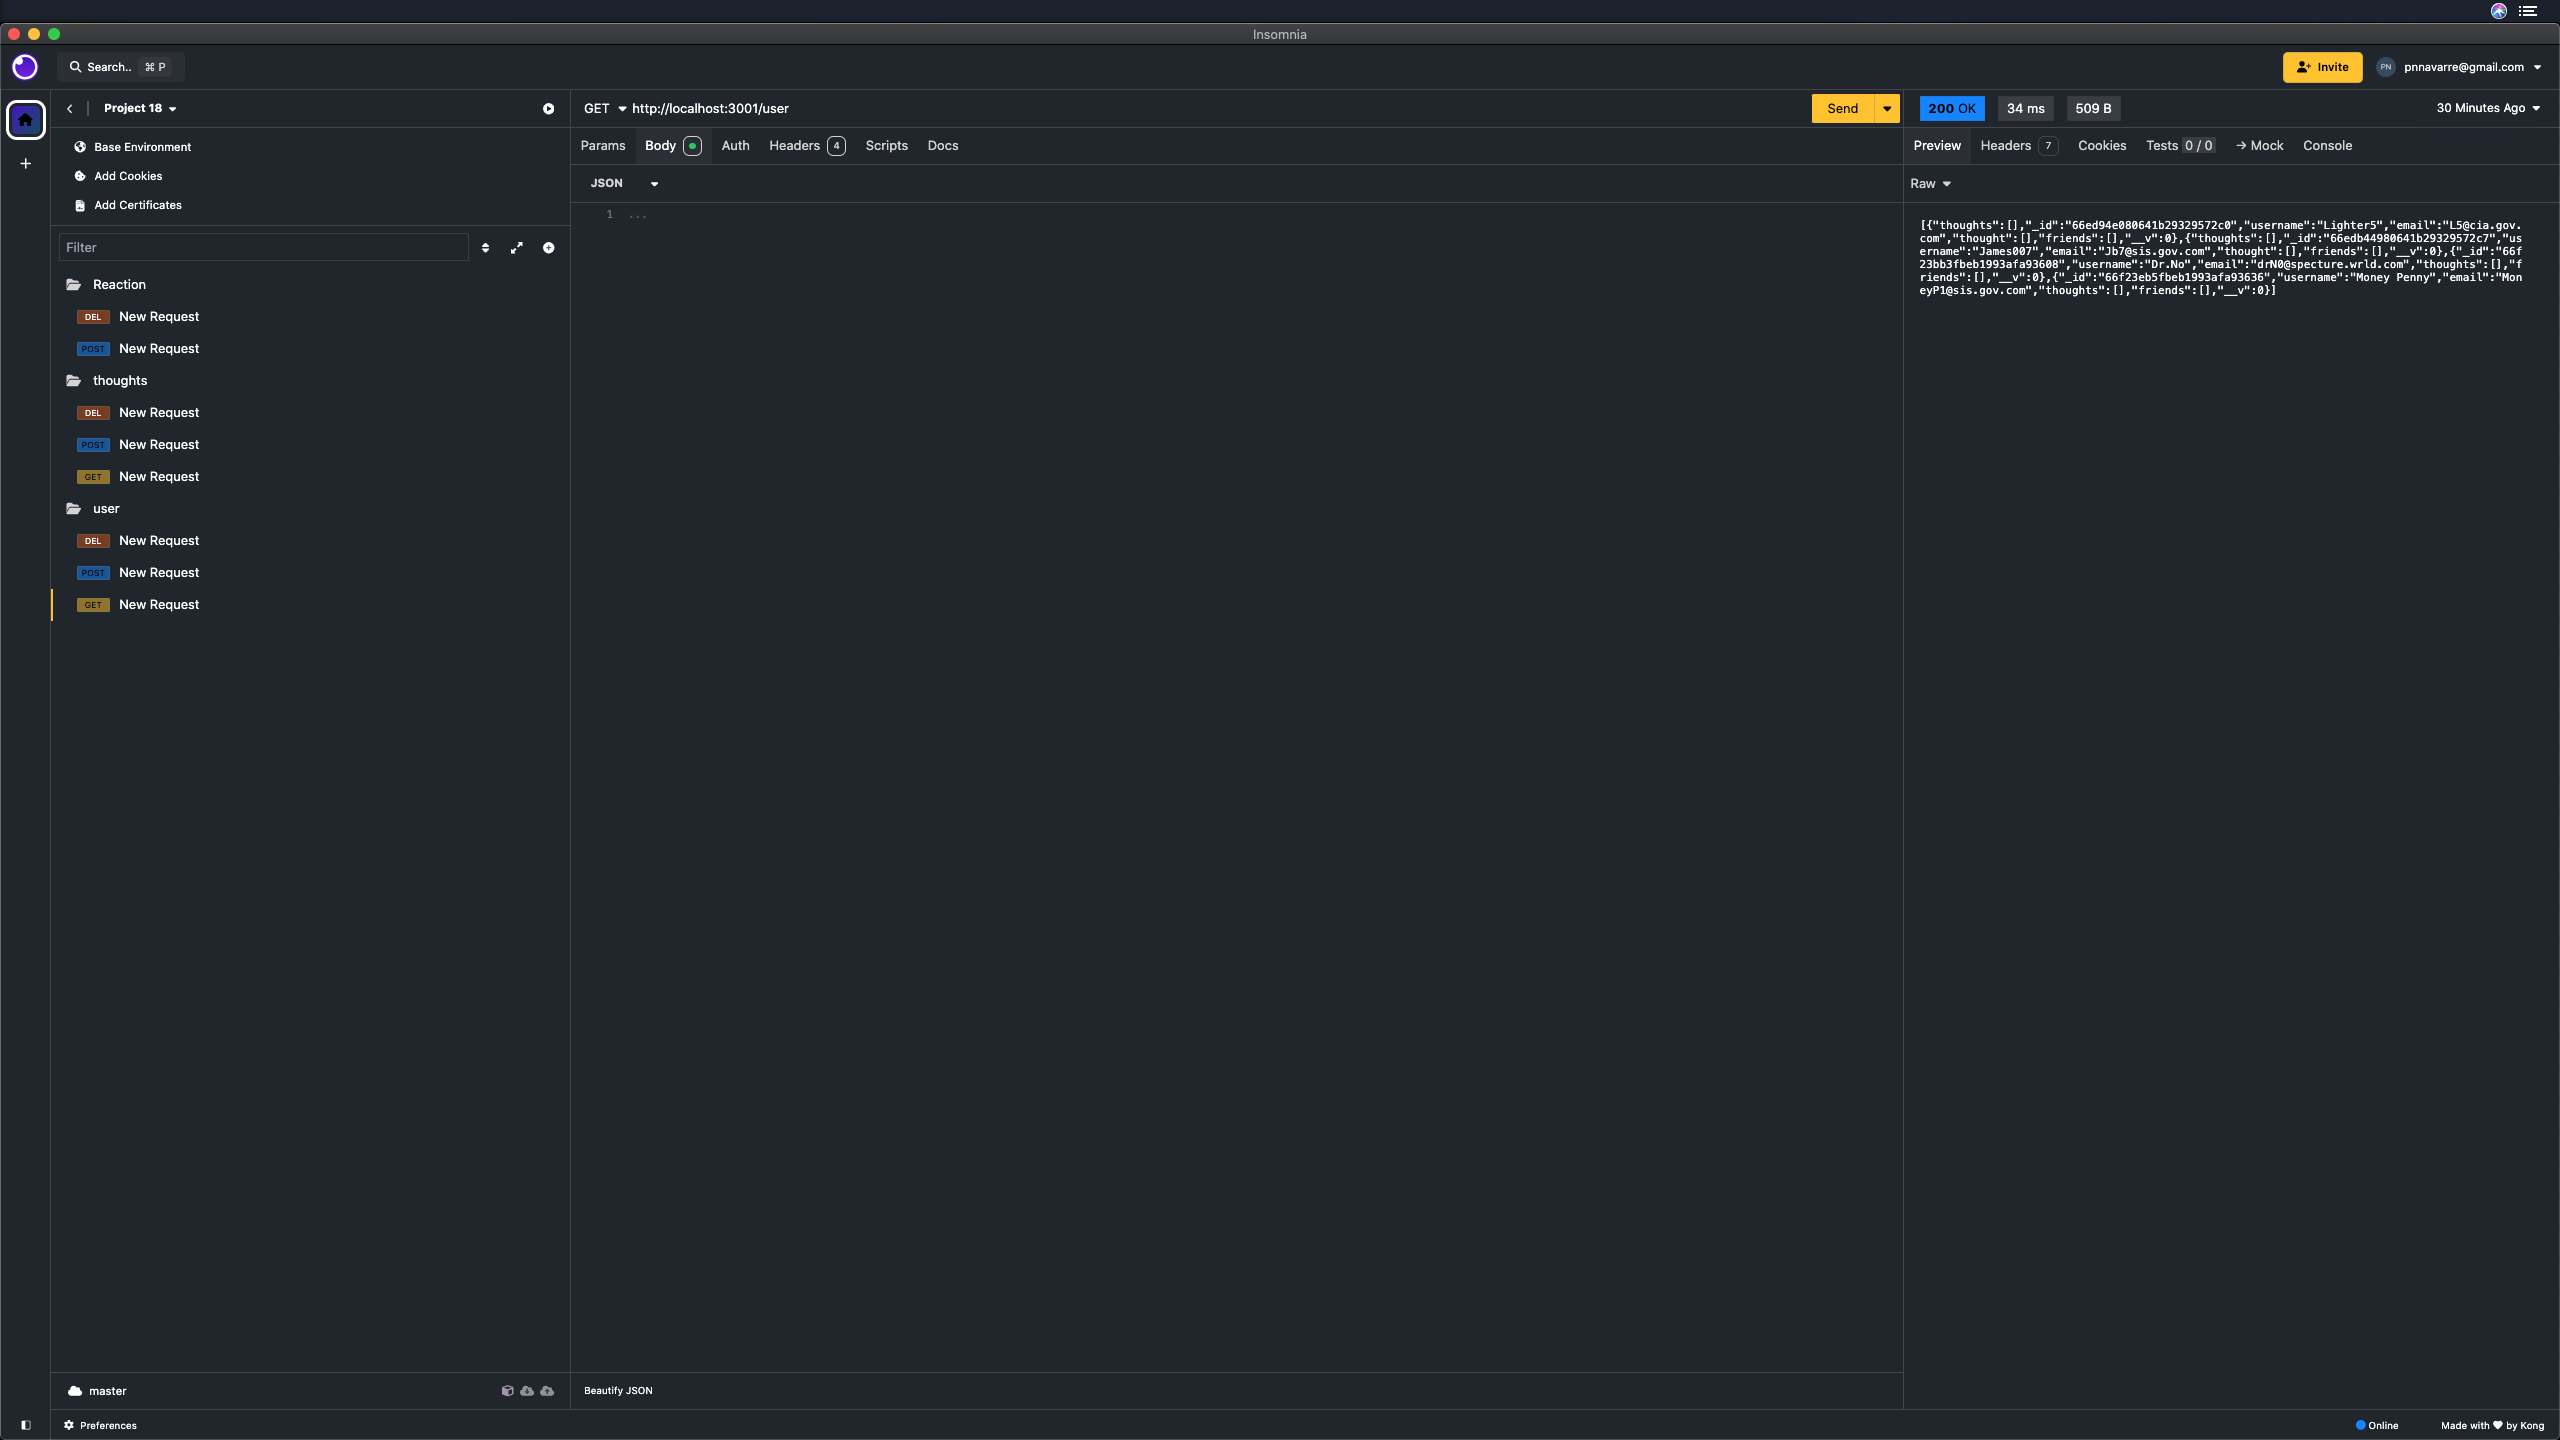 Insomnia
Search.. ⌘ P
Invite
PN pnnavarre@gmail.com
Project 18
Base Environment
Add Cookies
Add Certificates
Filter
Reaction
DEL New Request
POST New Request
thoughts
DEL New Request
POST New Request
GET New Request
user
DEL New Request
POST New Request
GET New Request
master
GET http://localhost:3001/user
Send
Params Body Auth Headers 4 Scripts Docs
JSON
1 ...
Beautify JSON
200 OK 34 ms 509 B 30 Minutes Ago
Preview Headers 7 Cookies Tests 0 / 0 → Mock Console
Raw
[{"thoughts":[],"_id":"66ed94e080641b29329572c0","username":"Lighter5","email":"L5@cia.gov.
com","thought":[],"friends":[],"__v":0},{"thoughts":[],"_id":"66edb44980641b29329572c7","us
ername":"James007","email":"Jb7@sis.gov.com","thought":[],"friends":[],"__v":0},{"_id":"66f
23bb3fbeb1993afa93608","username":"Dr.No","email":"drN0@specture.wrld.com","thoughts":[],"f
riends":[],"__v":0},{"_id":"66f23eb5fbeb1993afa93636","username":"Money Penny","email":"Mon
eyP1@sis.gov.com","thoughts":[],"friends":[],"__v":0}]
Preferences
Online
Made with ♥ by Kong